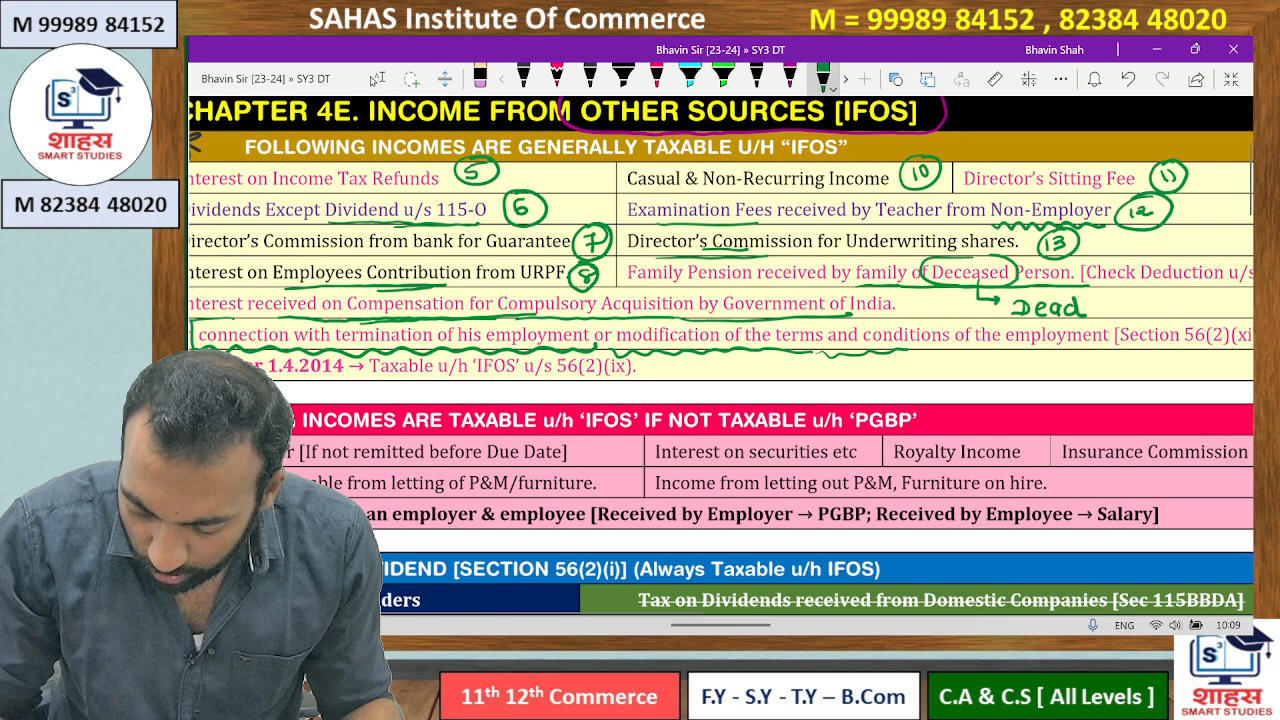 SAHAS Institute Of Commerce
M = 99989 84152 , 82384 48020
M 99989 84152
S³
शाहस
SMART STUDIES
M 82384 48020
Bhavin Sir [23-24] » SY3 DT
Bhavin Shah
Bhavin Sir [23-24] » SY3 DT
CHAPTER 4E. INCOME FROM OTHER SOURCES [IFOS]
FOLLOWING INCOMES ARE GENERALLY TAXABLE U/H “IFOS”
nterest on Income Tax Refunds 5 Casual & Non-Recurring Income 10 Director’s Sitting Fee 11
ividends Except Dividend u/s 115-O 6 Examination Fees received by Teacher from Non-Employer 12
irector’s Commission from bank for Guarantee 7 Director’s Commission for Underwriting shares. 13
nterest on Employees Contribution from URPF. 8 Family Pension received by family of Deceased Person. [Check Deduction u/s
nterest received on Compensation for Compulsory Acquisition by Government of India.
Dead
connection with termination of his employment or modification of the terms and conditions of the employment [Section 56(2)(xi
1.4.2014 → Taxable u/h ‘IFOS’ u/s 56(2)(ix).
INCOMES ARE TAXABLE u/h ‘IFOS’ IF NOT TAXABLE u/h ‘PGBP’
r [If not remitted before Due Date] Interest on securities etc Royalty Income Insurance Commission
ble from letting of P&M/furniture. Income from letting out P&M, Furniture on hire.
an employer & employee [Received by Employer → PGBP; Received by Employee → Salary]
IDEND [SECTION 56(2)(i)] (Always Taxable u/h IFOS)
ders Tax on Dividends received from Domestic Companies [Sec 115BBDA]
ENG 10:09
11th 12th Commerce
F.Y - S.Y - T.Y – B.Com
C.A & C.S [ All Levels ]
S³
शाहस
SMART STUDIES